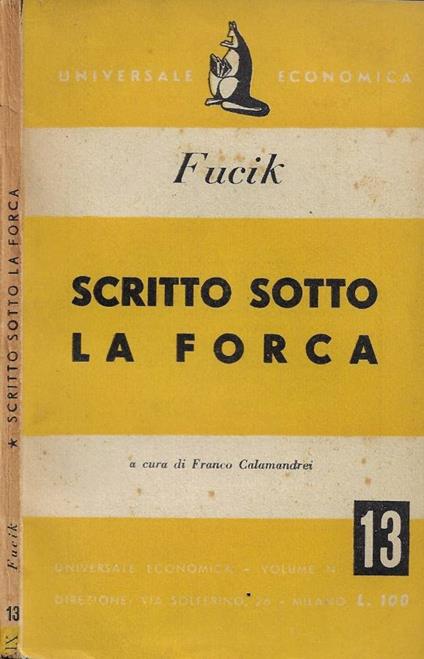 UNIVERSALE ECONOMICA
Fucik
SCRITTO SOTTO
LA FORCA
a cura di Franco Calamandrei
13
UNIVERSALE ECONOMICA - VOLUME N.
DIREZIONE: VIA SOLFERINO, 26 - MILANO L. 100
★ SCRITTO SOTTO LA FORCA
Fucik
13
IX